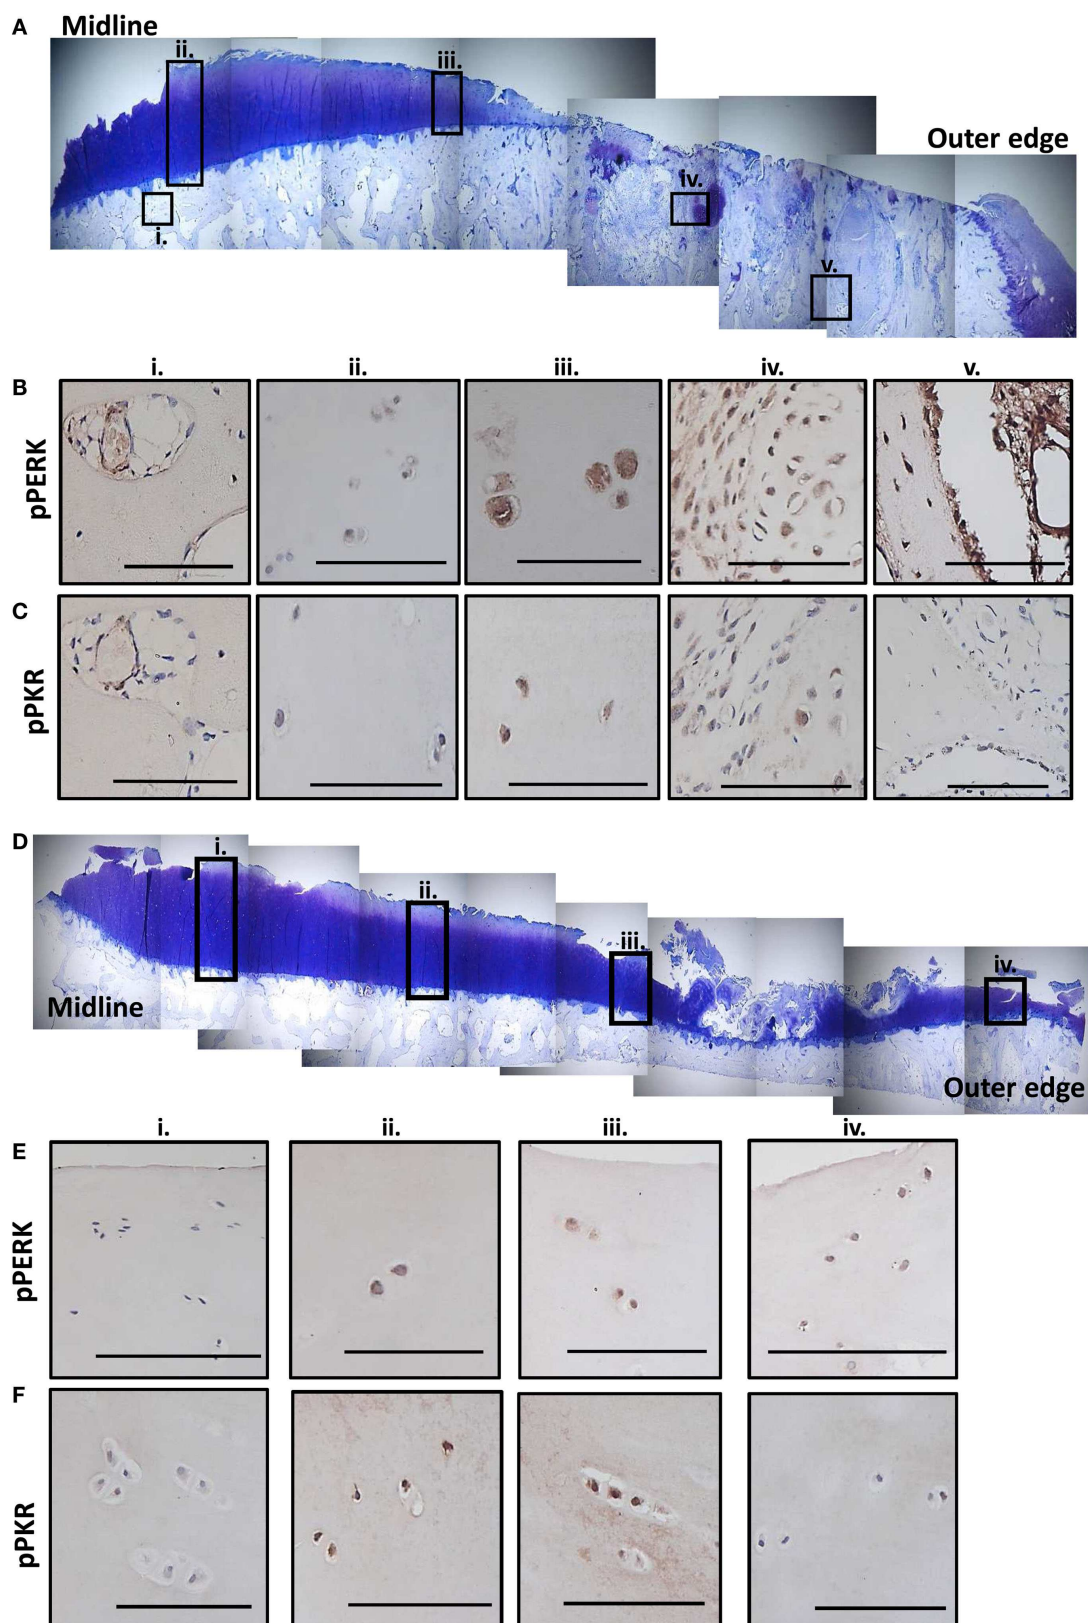 A
Midline
ii.
iii.
Outer edge
iv.
i.
v.
i. ii. iii. iv. v.
B
pPERK
C
pPKR
D
i.
ii.
iii.
iv.
Midline
Outer edge
i. ii. iii. iv.
E
pPERK
F
pPKR